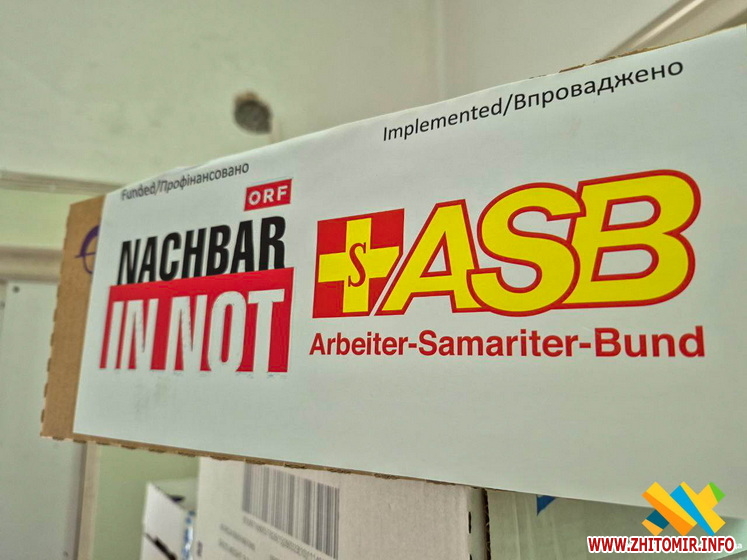 Implemented/Впроваджено
Funded/Профінансовано
ORF
NACHBAR
IN NOT
S
ASB
Arbeiter-Samariter-Bund
WWW.ZHITOMIR.INFO